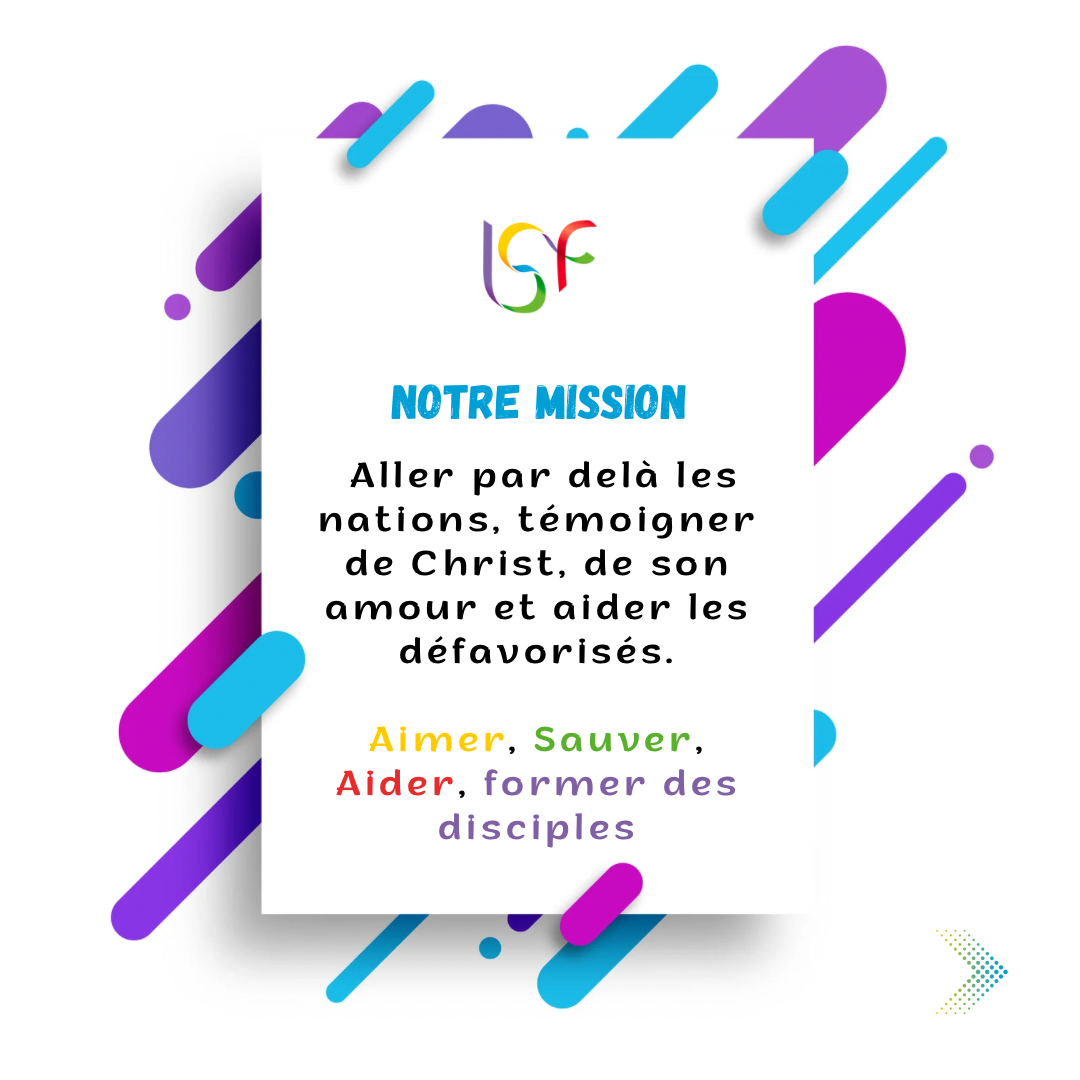 LSF
NOTRE MISSION
Aller par delà les
nations, témoigner
de Christ, de son
amour et aider les
défavorisés.
Aimer, Sauver,
Aider, former des
disciples